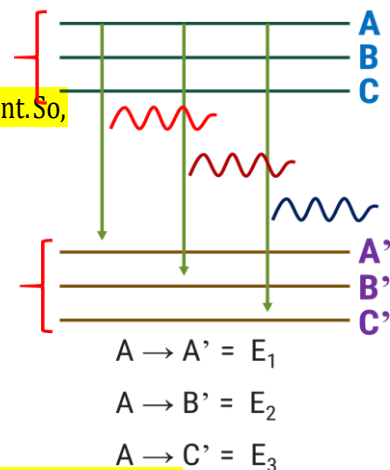 A
B
C
nt.So,
A’
B’
C’
A → A’ = E₁
A → B’ = E₂
A → C’ = E₃